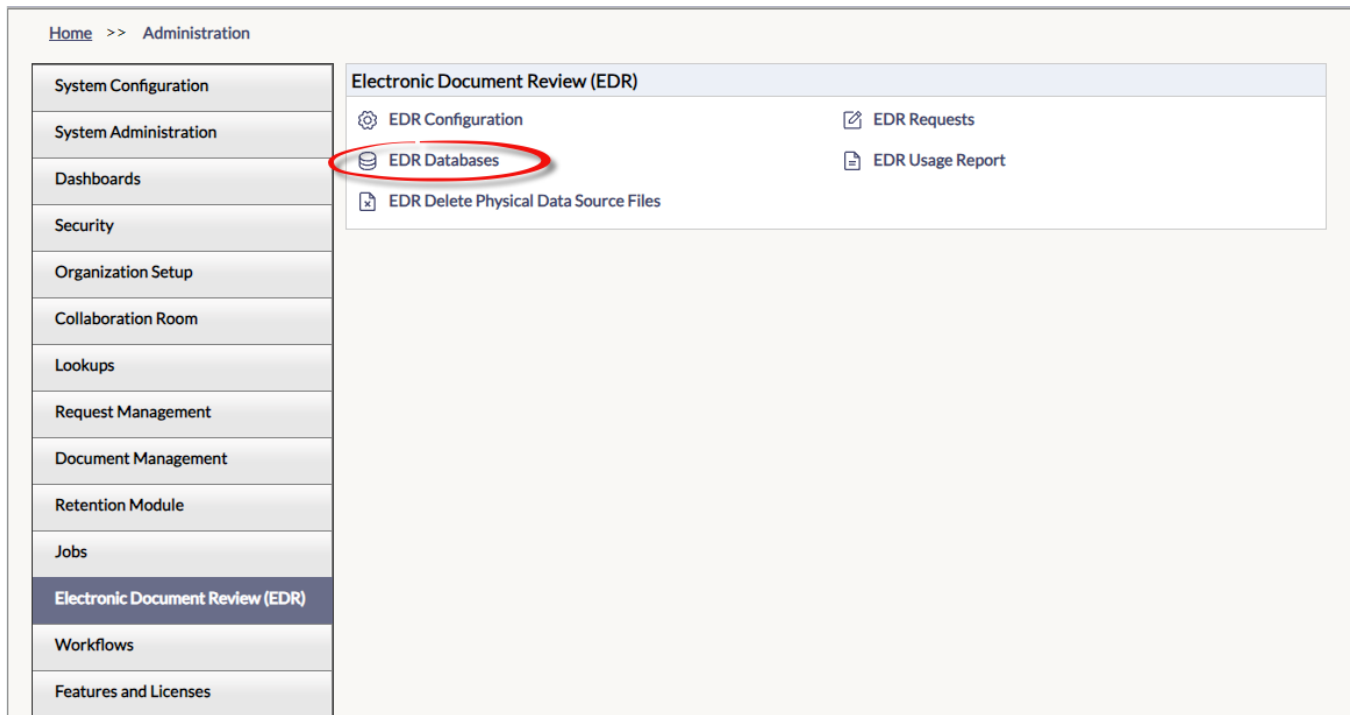 Home >> Administration
System Configuration
System Administration
Dashboards
Security
Organization Setup
Collaboration Room
Lookups
Request Management
Document Management
Retention Module
Jobs
Electronic Document Review (EDR)
Workflows
Features and Licenses
Electronic Document Review (EDR)
EDR Configuration
EDR Requests
EDR Databases
EDR Usage Report
EDR Delete Physical Data Source Files